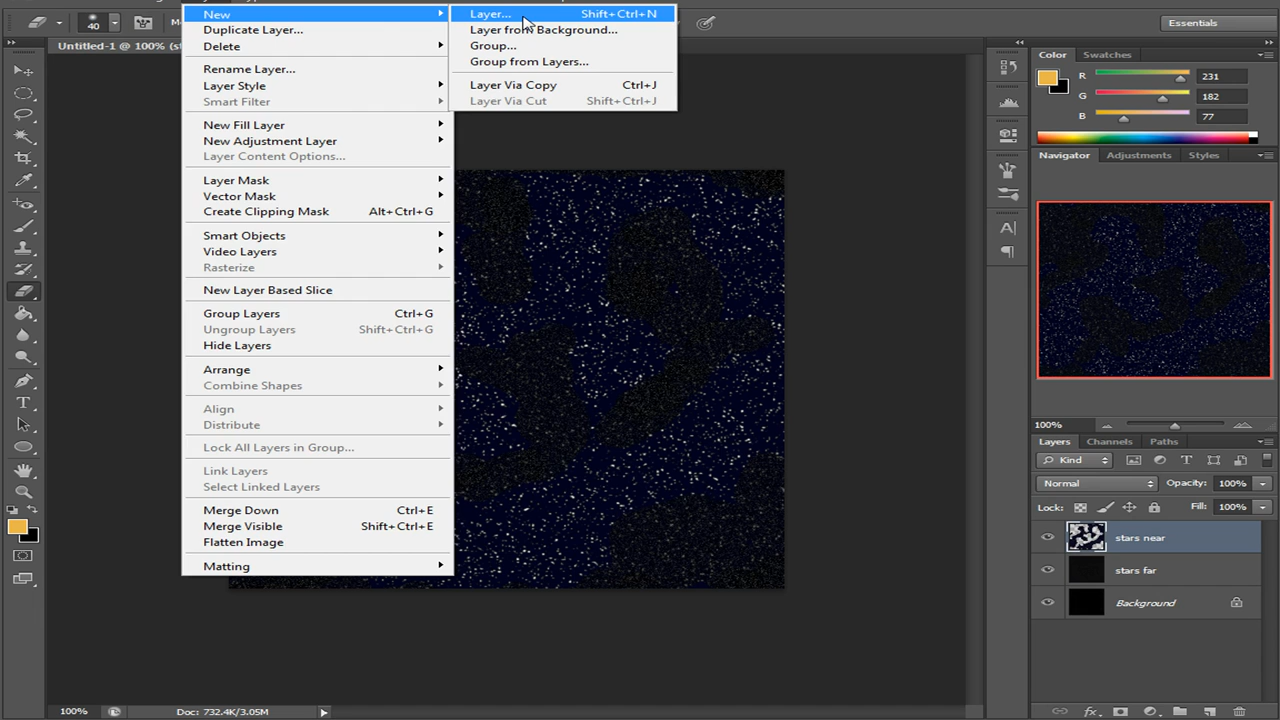 New
Duplicate Layer...
Delete
Rename Layer...
Layer Style
Smart Filter
New Fill Layer
New Adjustment Layer
Layer Content Options...
Layer Mask
Vector Mask
Create Clipping Mask Alt+Ctrl+G
Smart Objects
Video Layers
Rasterize
New Layer Based Slice
Group Layers Ctrl+G
Ungroup Layers Shift+Ctrl+G
Hide Layers
Arrange
Combine Shapes
Align
Distribute
Lock All Layers in Group...
Link Layers
Select Linked Layers
Merge Down Ctrl+E
Merge Visible Shift+Ctrl+E
Flatten Image
Matting
Layer... Shift+Ctrl+N
Layer from Background...
Group...
Group from Layers...
Layer Via Copy Ctrl+J
Layer Via Cut Shift+Ctrl+J
40
Untitled-1 @ 100% (st
Essentials
Color Swatches
R 231
G 182
B 77
Navigator Adjustments Styles
100%
Layers Channels Paths
Kind
Normal Opacity: 100%
Lock: Fill: 100%
stars near
stars far
Background
100% Doc: 732.4K/3.05M